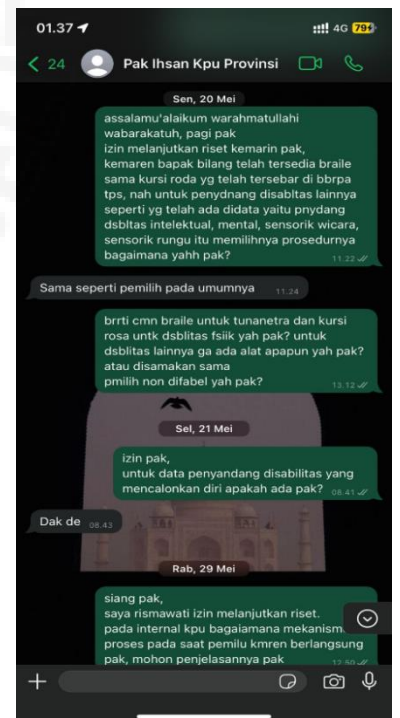 01.37
4G 79
24 Pak Ihsan Kpu Provinsi
Sen, 20 Mei
assalamu'alaikum warahmatullahi
wabarakatuh, pagi pak
izin melanjutkan riset kemarin pak,
kemaren bapak bilang telah tersedia braile
sama kursi roda yg telah tersebar di bbrpa
tps, nah untuk penydnang disabltas lainnya
seperti yg telah ada didata yaitu pnydang
dsbltas intelektual, mental, sensorik wicara,
sensorik rungu itu memilihnya prosedurnya
bagaimana yahh pak?
11.22
Sama seperti pemilih pada umumnya 11.24
brrti cmn braile untuk tunanetra dan kursi
rosa untk dsblitas fsiik yah pak? untuk
dsblitas lainnya ga ada alat apapun yah pak?
atau disamakan sama
pmilih non difabel yah pak?
13.12
Sel, 21 Mei
izin pak,
untuk data penyandang disabilitas yang
mencalonkan diri apakah ada pak? 08.41
Dak de 08.43
Rab, 29 Mei
siang pak,
saya rismawati izin melanjutkan riset.
pada internal kpu bagaiamana mekanism
proses pada saat pemilu kmren berlangsung
pak, mohon penjelasannya pak 12.50